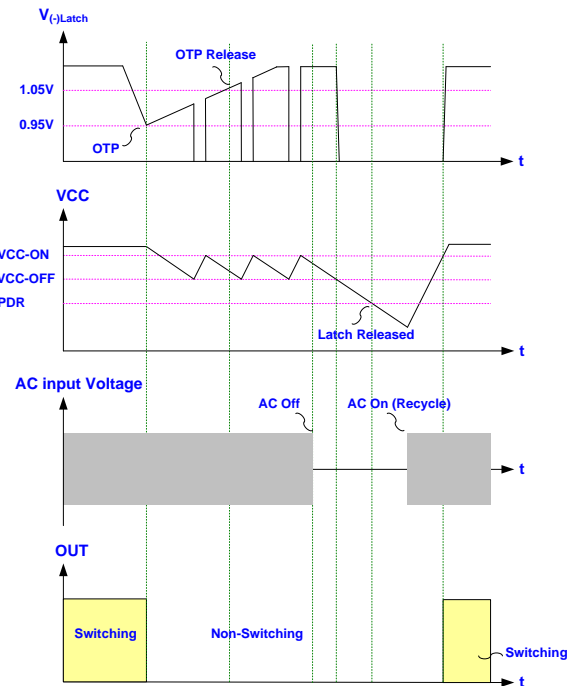 V(-)Latch
OTP Release
1.05V
0.95V
OTP
t
VCC
VCC-ON
VCC-OFF
PDR
Latch Released
t
AC input Voltage
AC Off
AC On (Recycle)
t
OUT
Switching
Non-Switching
Switching
t